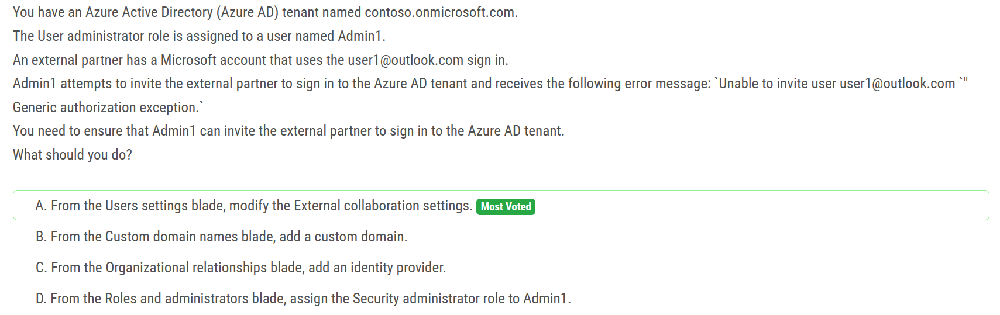 You have an Azure Active Directory (Azure AD) tenant named contoso.onmicrosoft.com.
The User administrator role is assigned to a user named Admin1.
An external partner has a Microsoft account that uses the user1@outlook.com sign in.
Admin1 attempts to invite the external partner to sign in to the Azure AD tenant and receives the following error message: `Unable to invite user user1@outlook.com `"
Generic authorization exception.`
You need to ensure that Admin1 can invite the external partner to sign in to the Azure AD tenant.
What should you do?
A. From the Users settings blade, modify the External collaboration settings. Most Voted
B. From the Custom domain names blade, add a custom domain.
C. From the Organizational relationships blade, add an identity provider.
D. From the Roles and administrators blade, assign the Security administrator role to Admin1.